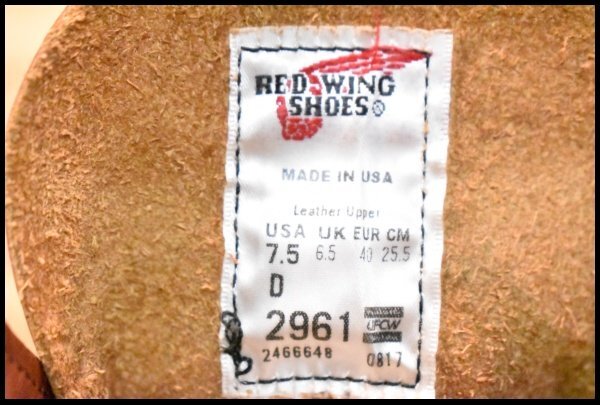 RED WING
SHOES®
MADE IN USA
Leather Upper
USA UK EUR CM
7.5 6.5 40 25.5
D
2961 UFCW
2466648 0817